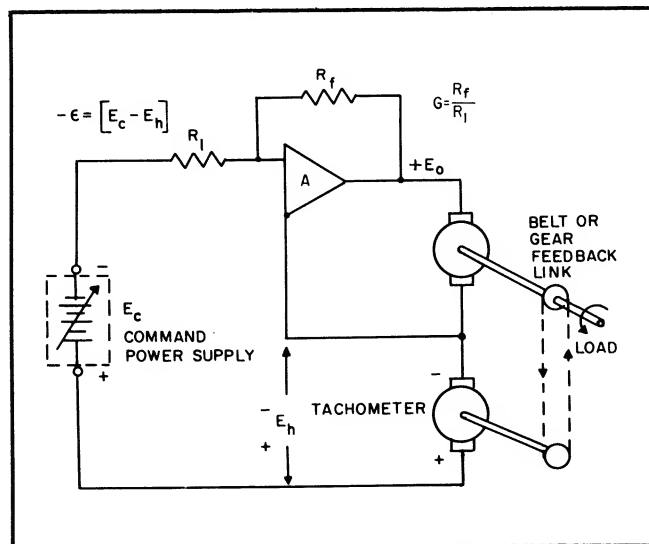 R_f
G = R_f / R_1
-ϵ = [E_c - E_h]
R_1
A
+E_o
BELT OR
GEAR
FEEDBACK
LINK
-
E_c
COMMAND
POWER SUPPLY
+
LOAD
-
E_h
+
TACHOMETER
-
+